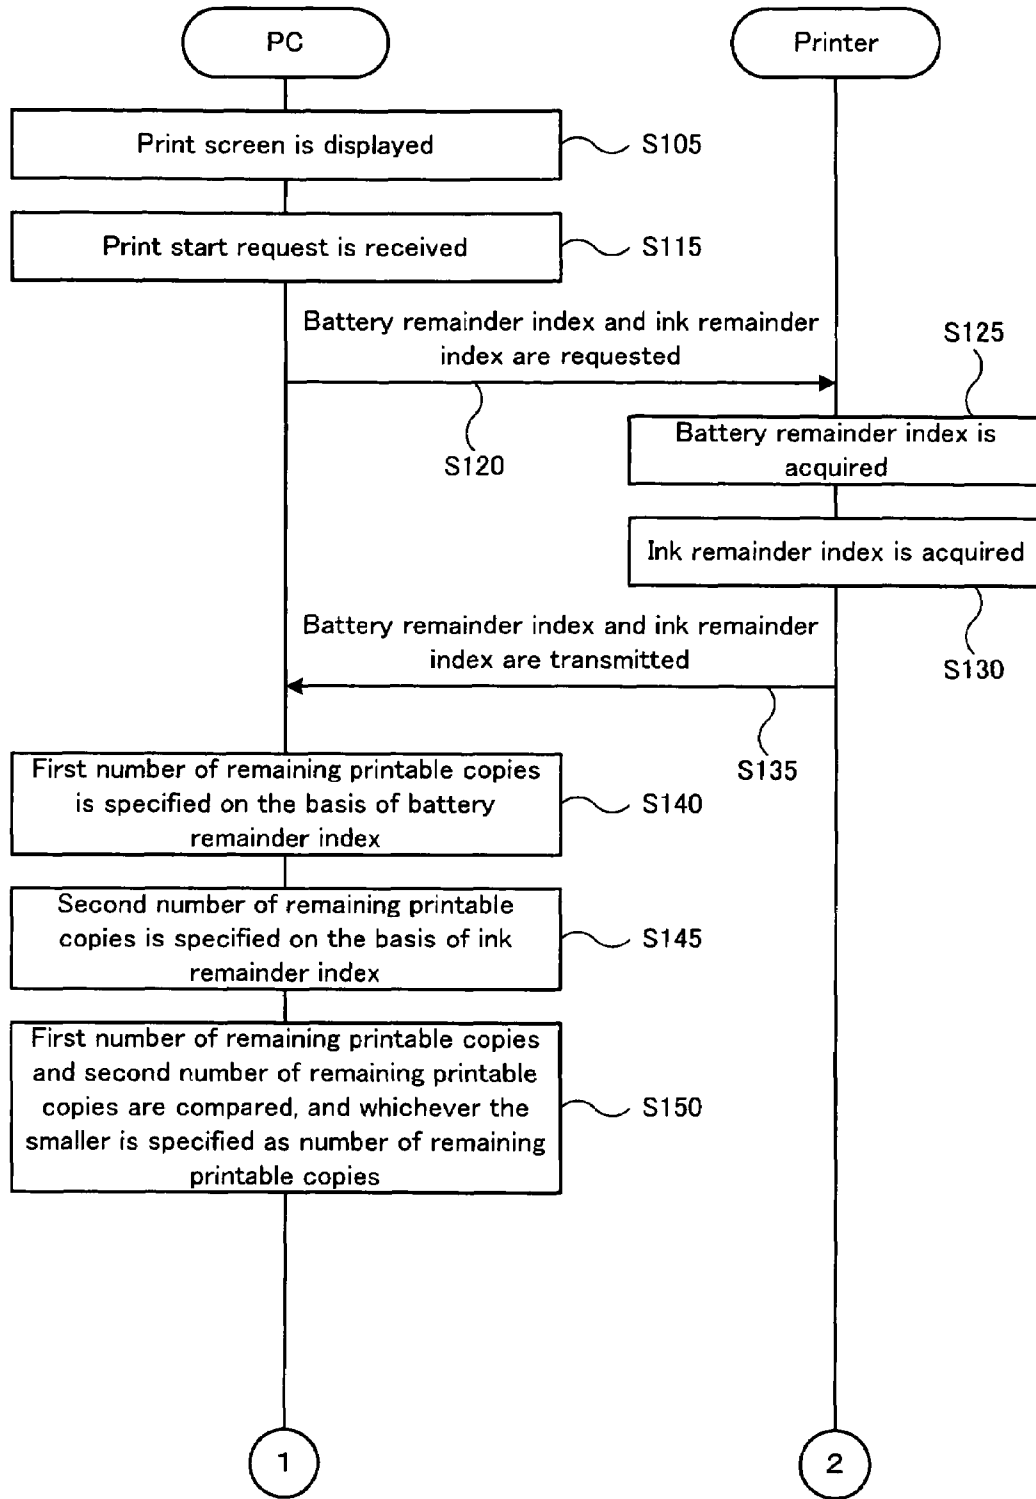 PC
Printer
Print screen is displayed
S105
Print start request is received
S115
Battery remainder index and ink remainder
index are requested
S125
S120
Battery remainder index is
acquired
Ink remainder index is acquired
S130
Battery remainder index and ink remainder
index are transmitted
S135
First number of remaining printable copies
is specified on the basis of battery
remainder index
S140
Second number of remaining printable
copies is specified on the basis of ink
remainder index
S145
First number of remaining printable copies
and second number of remaining printable
copies are compared, and whichever the
smaller is specified as number of remaining
printable copies
S150
1
2